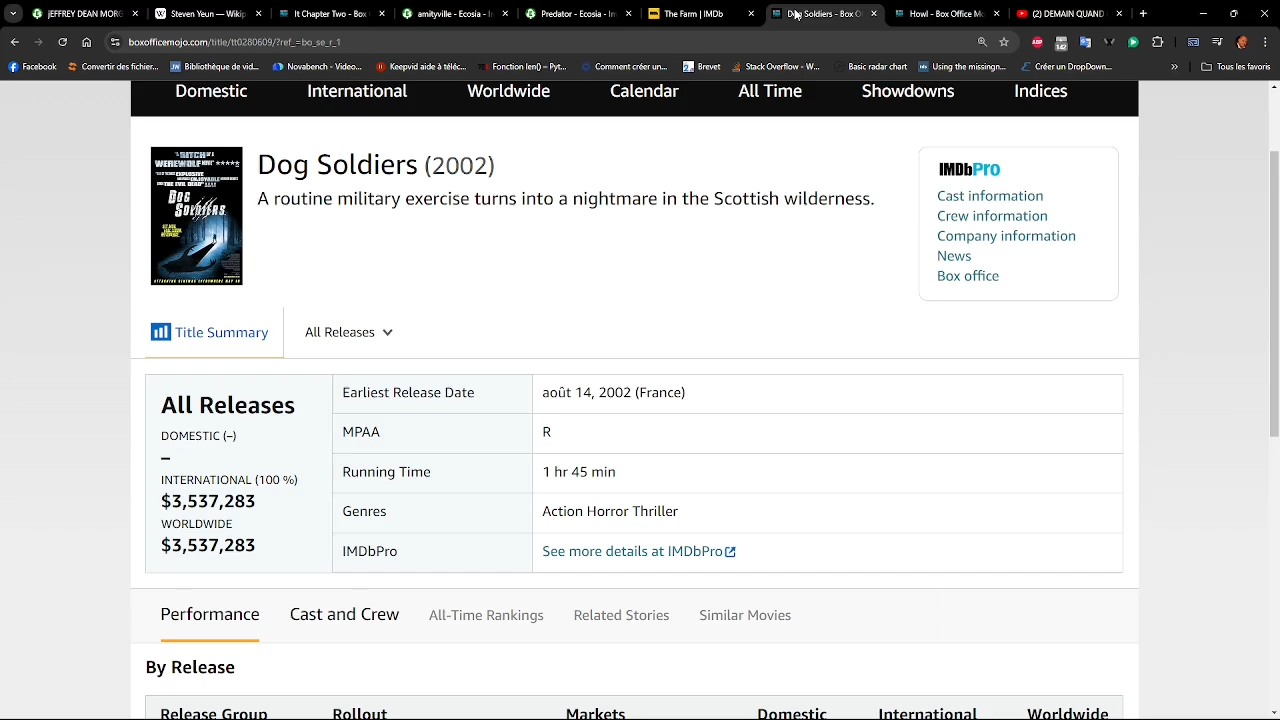 jEFFREY DEAN MORG
Steven Yeun – Wikip
It Chapter Two - Box
amityville - Ecosia - In
Predator - Ecosia - Im
The Farm | IMDb
Dog Soldiers - Box O
Howl - Box Office Mo
(2) DEMAIN QUAND
boxofficemojo.com/title/tt0280609/?ref_=bo_se_r_1
Facebook
Convertir des fichier...
Bibliothèque de vid...
Novabench - Video...
Keepvid aide à téléc...
Fonction len() – Pyt...
Comment créer un...
Brevet
Stack Overflow - W...
Basic radar chart
Using the missingn...
Créer un DropDown...
Tous les favoris
Domestic
International
Worldwide
Calendar
All Time
Showdowns
Indices
Dog Soldiers (2002)
A routine military exercise turns into a nightmare in the Scottish wilderness.
DOG
SOLDIERS
IMDbPro
Cast information
Crew information
Company information
News
Box office
Title Summary
All Releases
All Releases
DOMESTIC (–)
–
INTERNATIONAL (100 %)
$3,537,283
WORLDWIDE
$3,537,283
Earliest Release Date
août 14, 2002 (France)
MPAA
R
Running Time
1 hr 45 min
Genres
Action Horror Thriller
IMDbPro
See more details at IMDbPro
Performance
Cast and Crew
All-Time Rankings
Related Stories
Similar Movies
By Release
Release Group
Rollout
Markets
Domestic
International
Worldwide